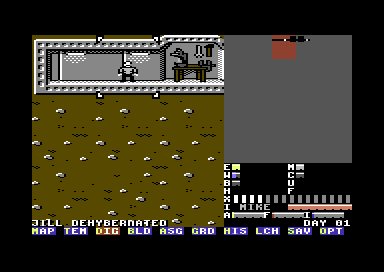 E M
W C
B U
H F
X
I MIKE
A F I
JILL DEHYBERNATED DAY 01
MAP TEM DIG BLD ASG GRD HIS LCH SAV OPT